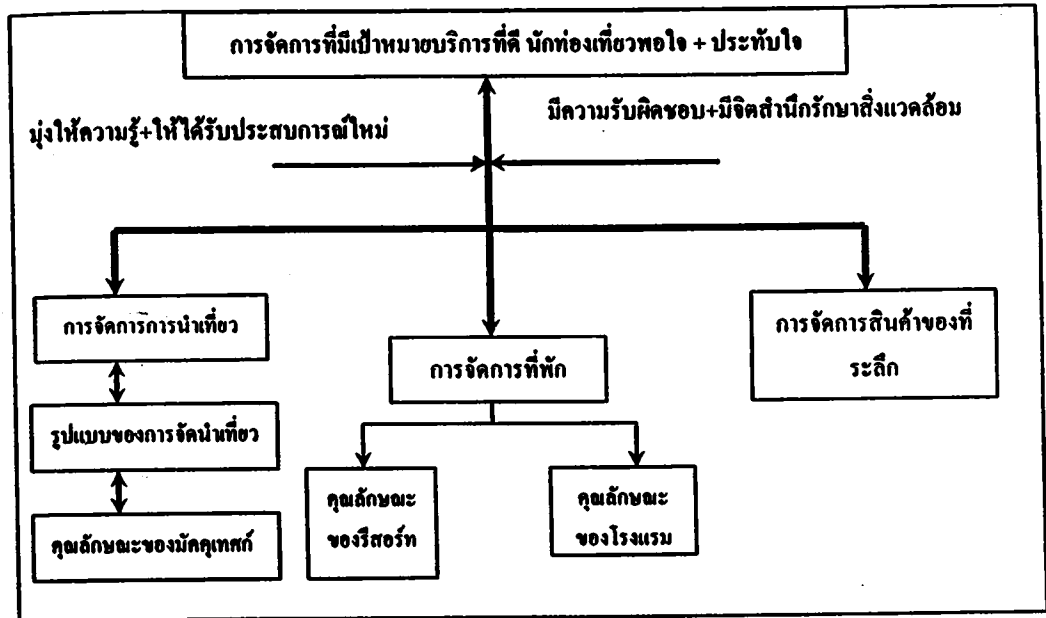 การจัดการที่มีเป้าหมายบริการที่ดี นักท่องเที่ยวพอใจ + ประทับใจ
มีความรับผิดชอบ+มีจิตสำนึกรักษาสิ่งแวดล้อม
มุ่งให้ความรู้+ให้ได้รับประสบการณ์ใหม่
การจัดการการนำเที่ยว
การจัดการที่พัก
การจัดการสินค้าของที่
ระลึก
รูปแบบของการจัดนำเที่ยว
คุณลักษณะของมัคคุเทศก์
คุณลักษณะ
ของรีสอร์ท
คุณลักษณะ
ของโรงแรม